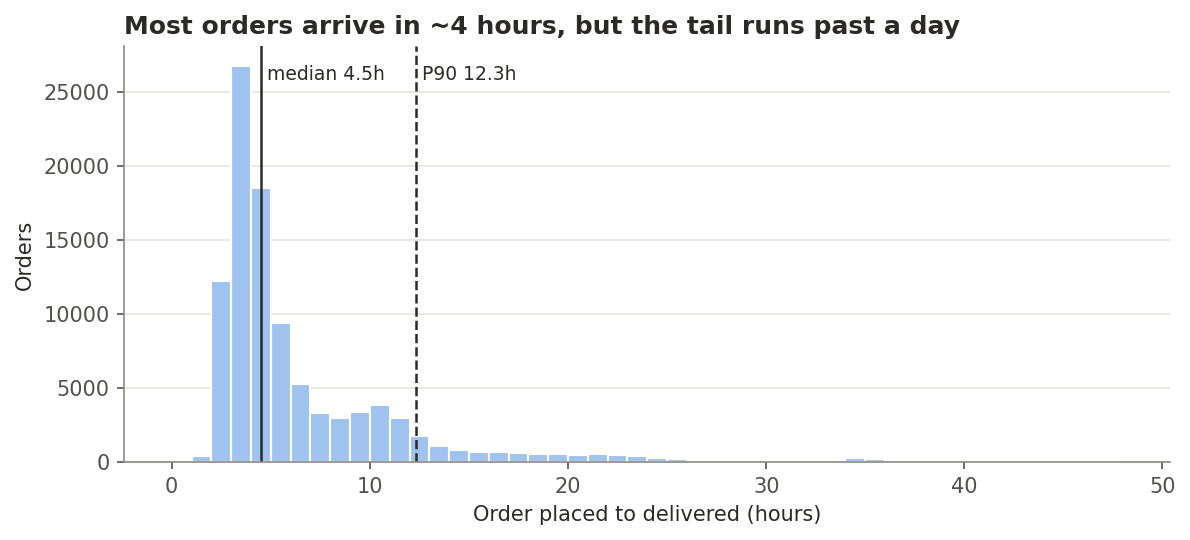 Most orders arrive in ~4 hours, but the tail runs past a day
median 4.5h
P90 12.3h
25000
20000
15000
10000
5000
0
Orders
0 10 20 30 40 50
Order placed to delivered (hours)